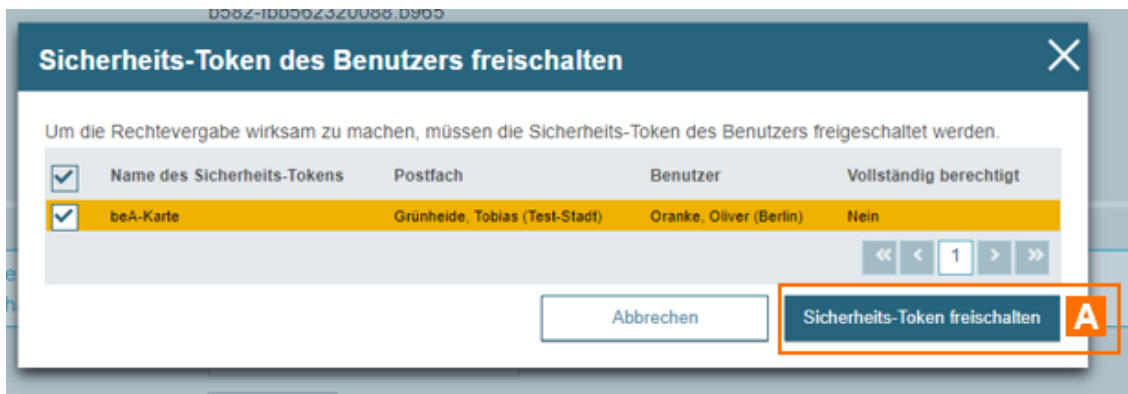 Sicherheits-Token des Benutzers freischalten
Um die Rechtevergabe wirksam zu machen, müssen die Sicherheits-Token des Benutzers freigeschaltet werden.
Name des Sicherheits-Tokens Postfach Benutzer Vollständig berechtigt
beA-Karte Grünheide, Tobias (Test-Stadt) Oranke, Oliver (Berlin) Nein
« < 1 > »
Abbrechen Sicherheits-Token freischalten A